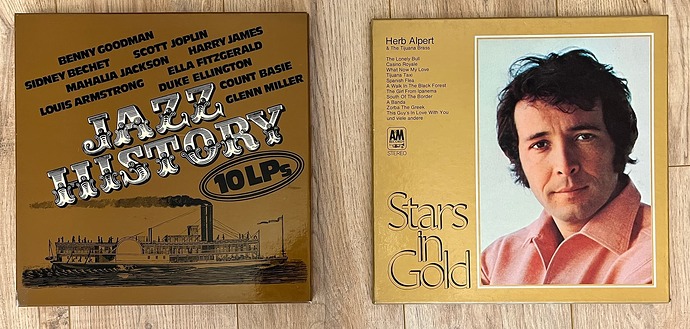 BENNY GOODMAN
SCOTT JOPLIN
HARRY JAMES
SIDNEY BECHET
ELLA FITZGERALD
MAHALIA JACKSON
DUKE ELLINGTON
COUNT BASIE
LOUIS ARMSTRONG
GLENN MILLER
JAZZ
HISTORY
10 LPs
Herb Alpert
& The Tijuana Brass
The Lonely Bull
Casino Royale
What Now My Love
Tijuana Taxi
Spanish Flea
A Walk In The Black Forest
The Girl From Ipanema
South Of The Border
A Banda
Zorba The Greek
This Guy's In Love With You
und viele andere
AM
STEREO
Stars
in
Gold